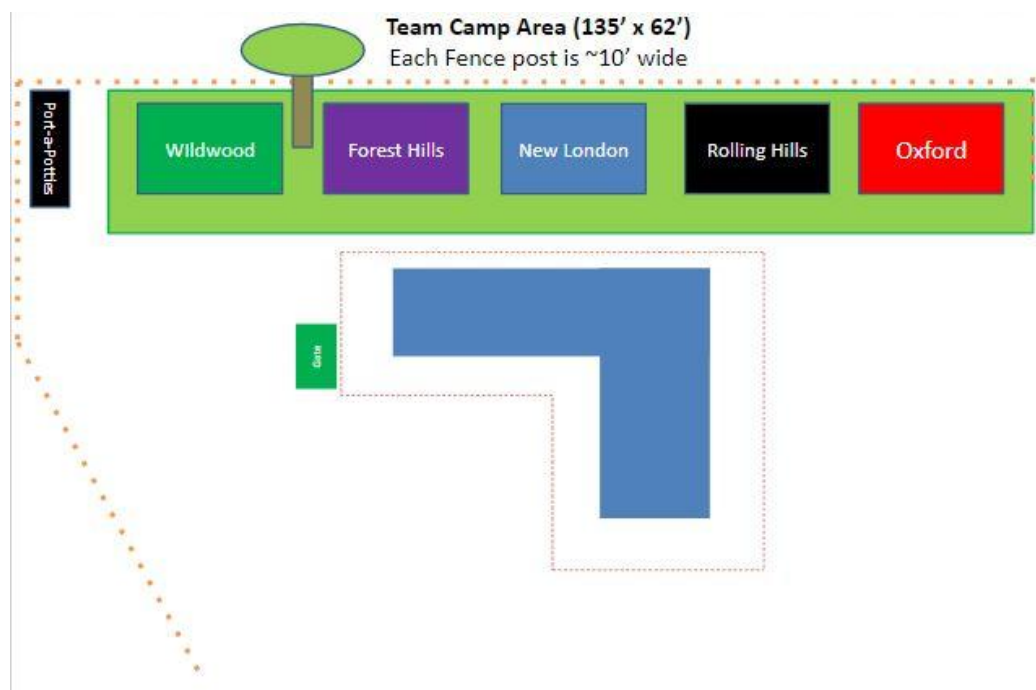 Team Camp Area (135’ x 62’)
Each Fence post is ~10’ wide
Port-a-Potties
WIldwood
Forest Hills
New London
Rolling Hills
Oxford
Gate